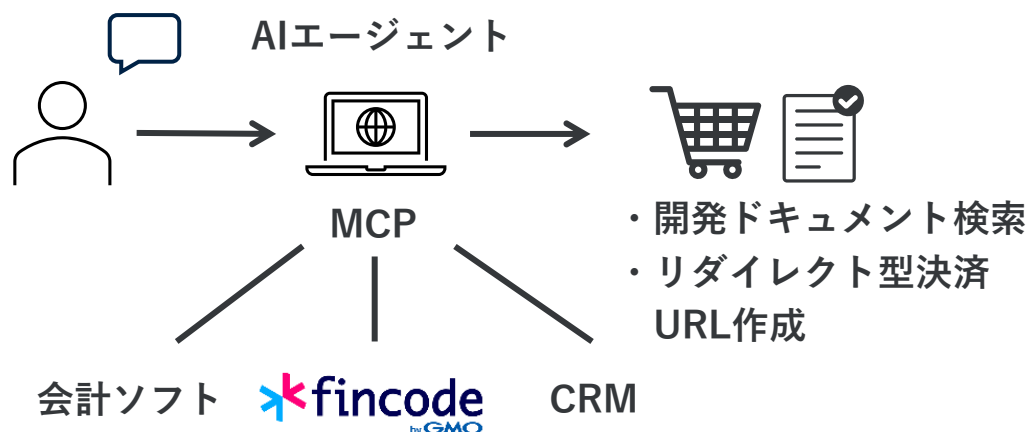 AIエージェント
MCP
・開発ドキュメント検索
・リダイレクト型決済
URL作成
会計ソフト
fincode
by GMO
CRM